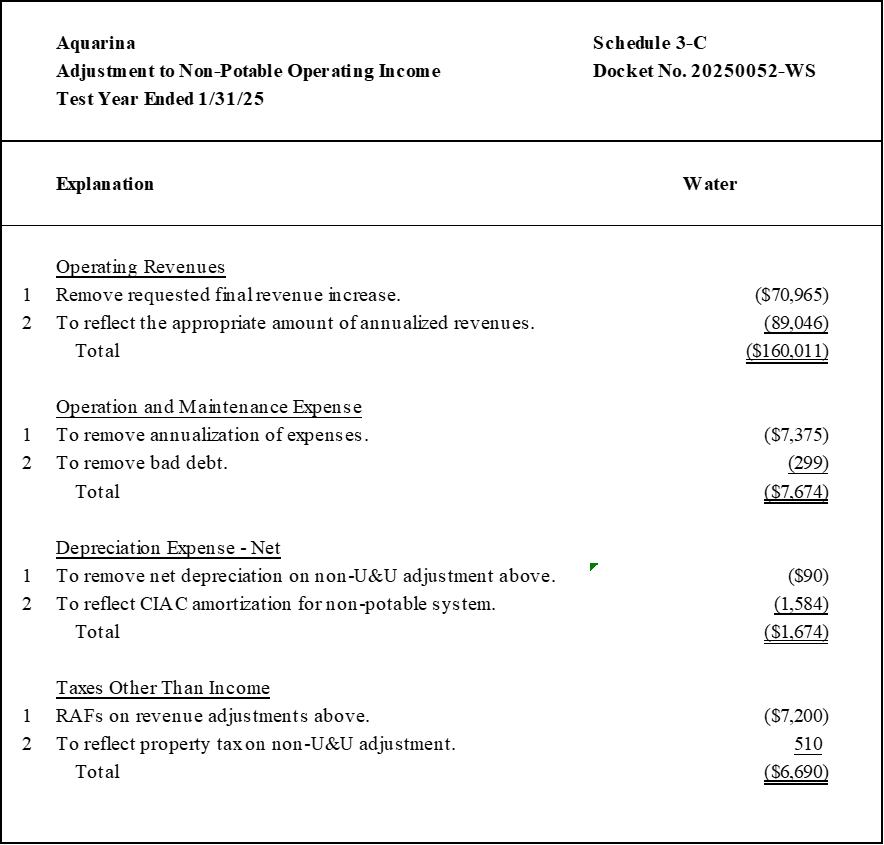 Aquarina Schedule 3-C
Adjustment to Non-Potable Operating Income Docket No. 20250052-WS
Test Year Ended 1/31/25
Explanation Water
Operating Revenues
1 Remove requested final revenue increase. ($70,965)
2 To reflect the appropriate amount of annualized revenues. (89,046)
Total ($160,011)
Operation and Maintenance Expense
1 To remove annualization of expenses. ($7,375)
2 To remove bad debt. (299)
Total ($7,674)
Depreciation Expense - Net
1 To remove net depreciation on non-U&U adjustment above. ($90)
2 To reflect CIAC amortization for non-potable system. (1,584)
Total ($1,674)
Taxes Other Than Income
1 RAFs on revenue adjustments above. ($7,200)
2 To reflect property tax on non-U&U adjustment. 510
Total ($6,690)